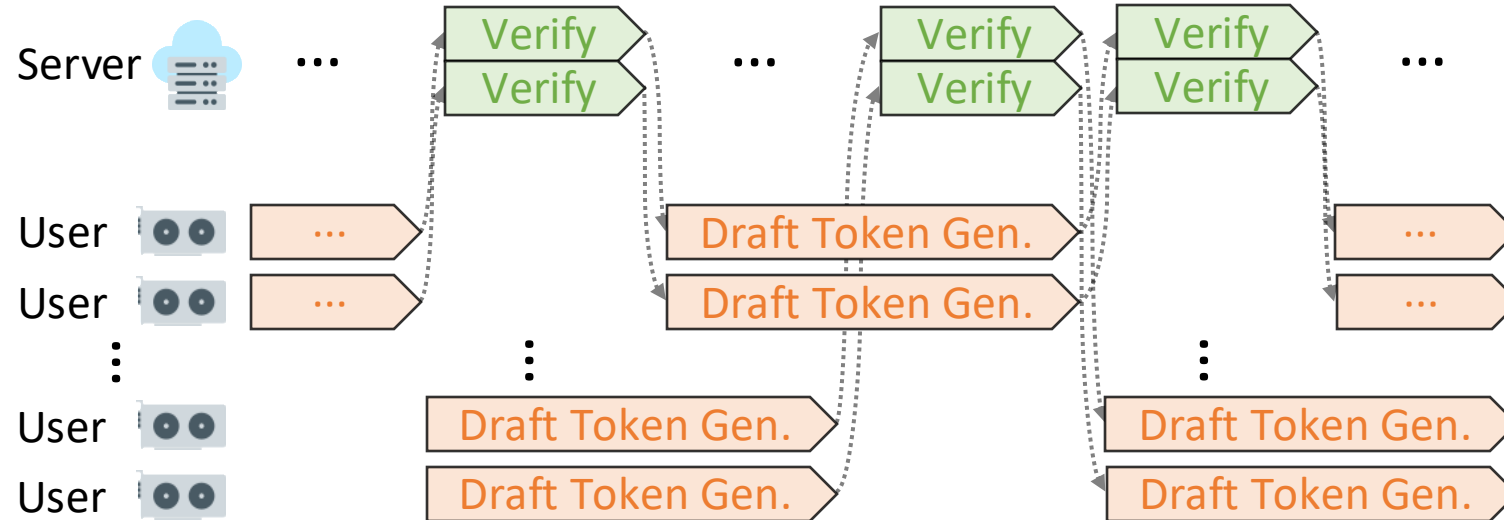 Verify Verify Verify
Server ... ... ...
Verify Verify Verify
User ... Draft Token Gen. ...
User ... Draft Token Gen. ...
⋮ ⋮ ⋮
User Draft Token Gen. Draft Token Gen.
User Draft Token Gen. Draft Token Gen.